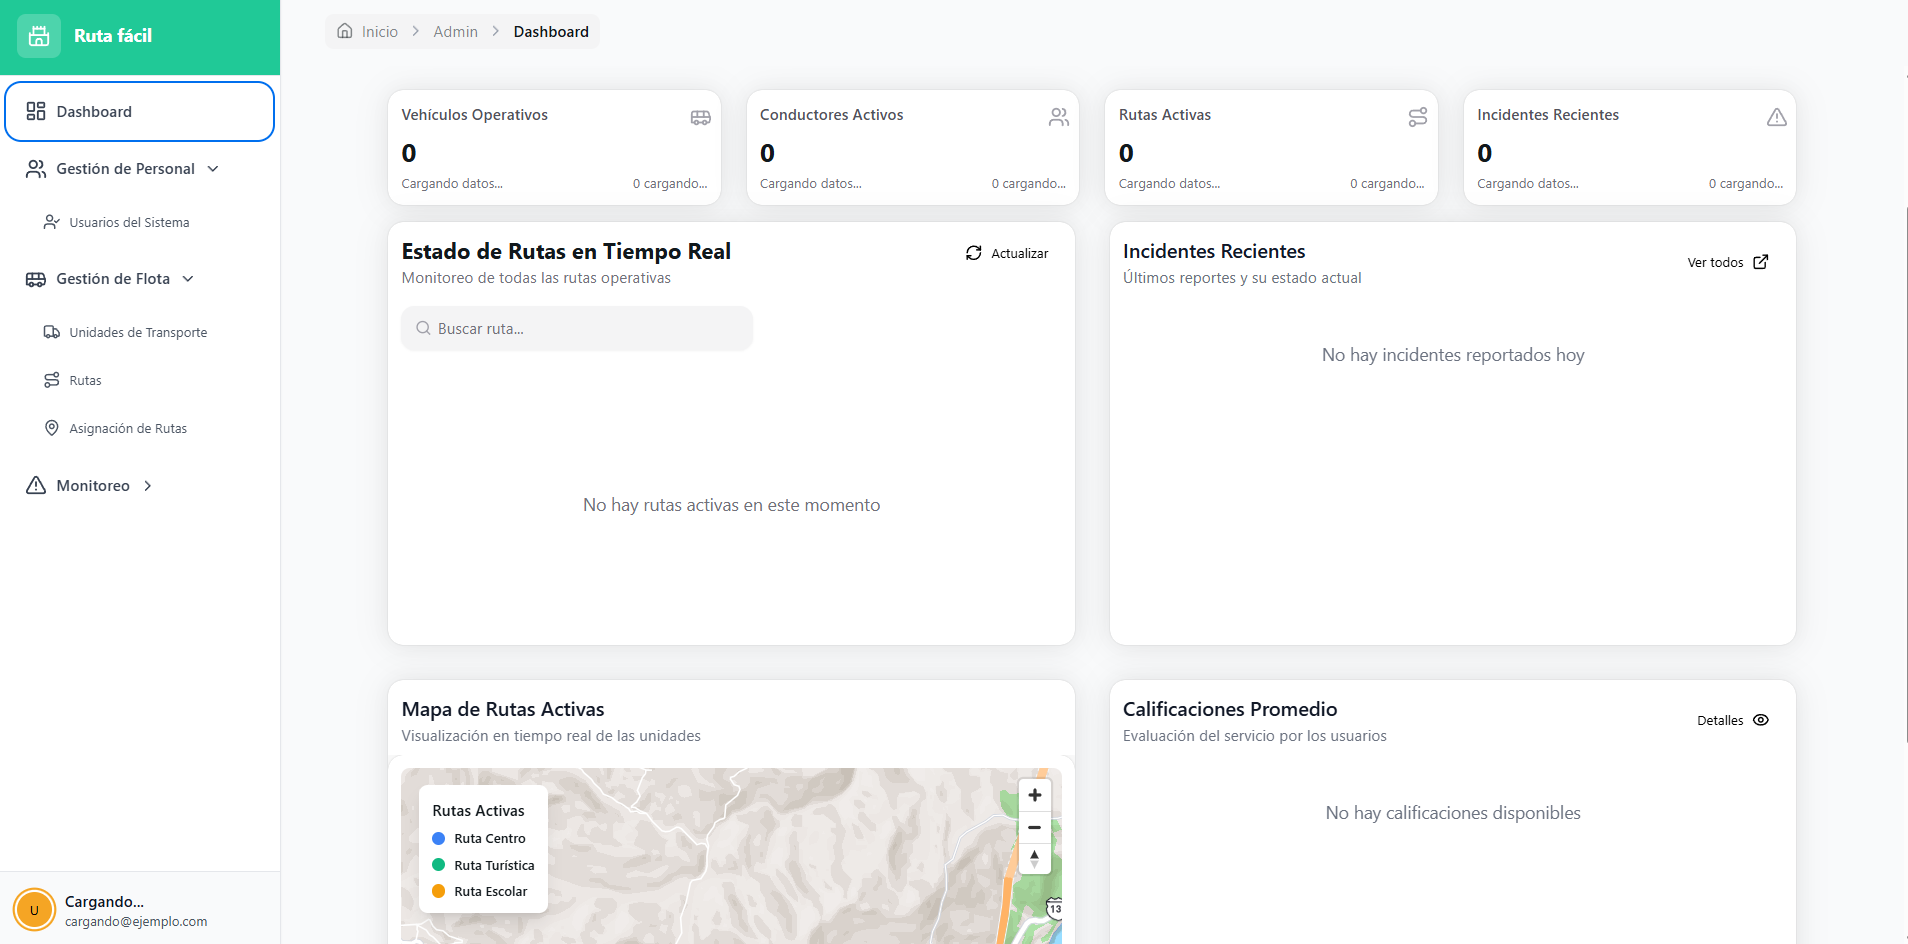 Ruta fácil
Dashboard
Gestión de Personal
Usuarios del Sistema
Gestión de Flota
Unidades de Transporte
Rutas
Asignación de Rutas
Monitoreo
U
Cargando...
cargando@ejemplo.com
Inicio > Admin > Dashboard
Vehículos Operativos
0
Cargando datos... 0 cargando...
Conductores Activos
0
Cargando datos... 0 cargando...
Rutas Activas
0
Cargando datos... 0 cargando...
Incidentes Recientes
0
Cargando datos... 0 cargando...
Estado de Rutas en Tiempo Real
Actualizar
Monitoreo de todas las rutas operativas
Buscar ruta...
No hay rutas activas en este momento
Incidentes Recientes
Ver todos
Últimos reportes y su estado actual
No hay incidentes reportados hoy
Mapa de Rutas Activas
Visualización en tiempo real de las unidades
Rutas Activas
Ruta Centro
Ruta Turística
Ruta Escolar
13
Calificaciones Promedio
Detalles
Evaluación del servicio por los usuarios
No hay calificaciones disponibles